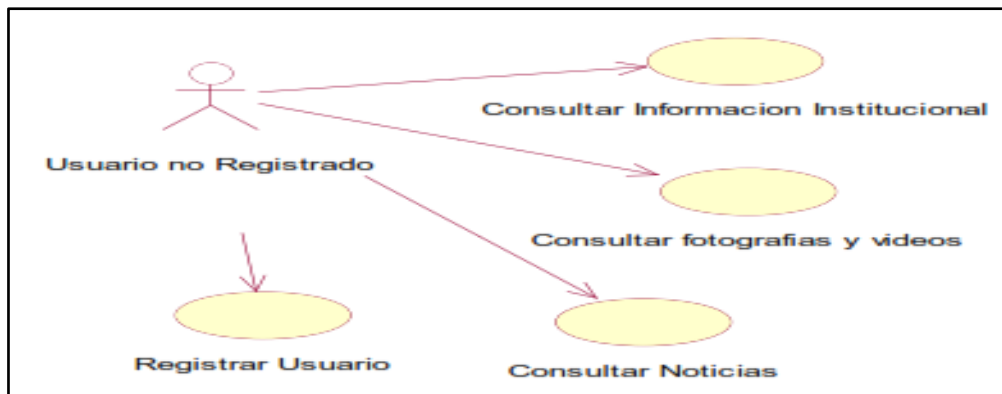 Consultar Informacion Institucional
Usuario no Registrado
Consultar fotografias y videos
Registrar Usuario
Consultar Noticias